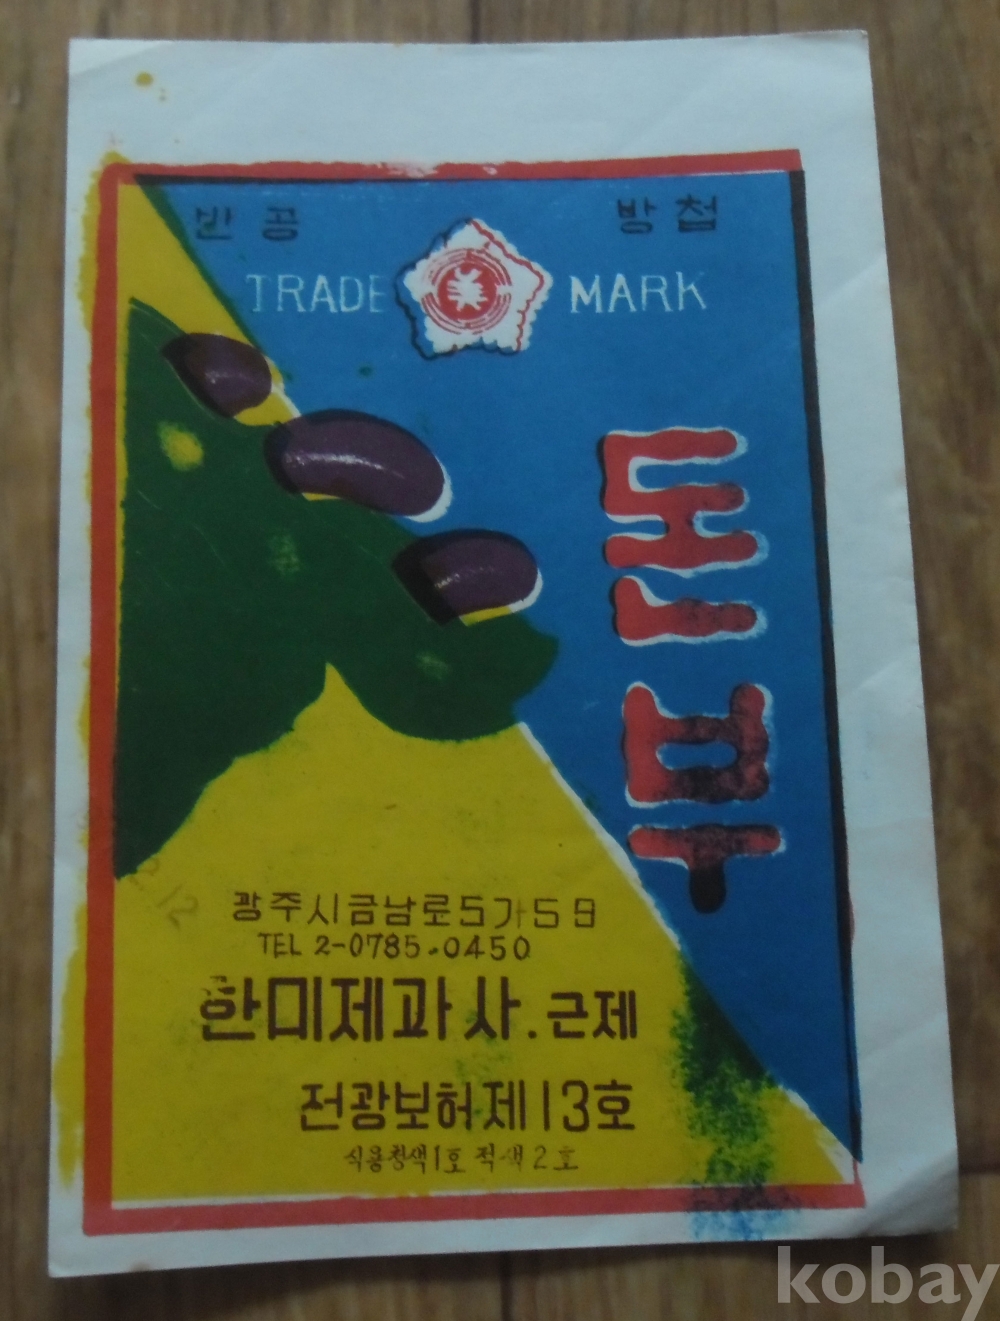 반공 방첩
TRADE MARK
美
돈부
광주시금남로5가59
TEL 2-0785.0450
한미제과사.근제
전광보허제13호
식용청색1호 적색2호
kobay